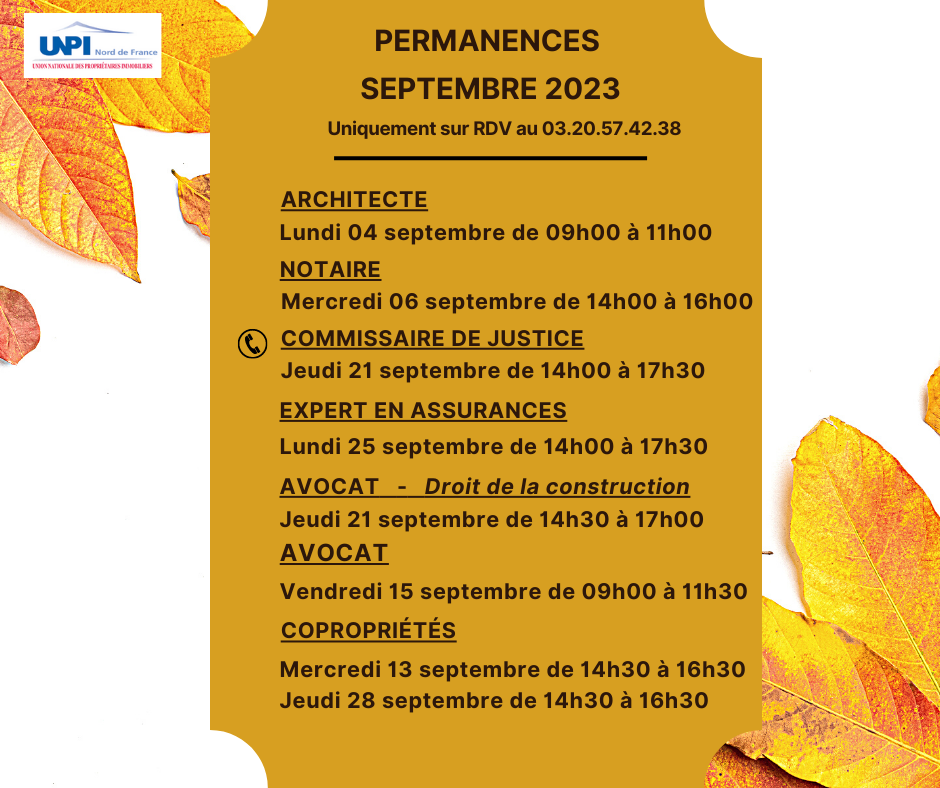 UNPI Nord de France
UNION NATIONALE DES PROPRIÉTAIRES IMMOBILIERS
PERMANENCES
SEPTEMBRE 2023
Uniquement sur RDV au 03.20.57.42.38
ARCHITECTE
Lundi 04 septembre de 09h00 à 11h00
NOTAIRE
Mercredi 06 septembre de 14h00 à 16h00
COMMISSAIRE DE JUSTICE
Jeudi 21 septembre de 14h00 à 17h30
EXPERT EN ASSURANCES
Lundi 25 septembre de 14h00 à 17h30
AVOCAT - Droit de la construction
Jeudi 21 septembre de 14h30 à 17h00
AVOCAT
Vendredi 15 septembre de 09h00 à 11h30
COPROPRIÉTÉS
Mercredi 13 septembre de 14h30 à 16h30
Jeudi 28 septembre de 14h30 à 16h30